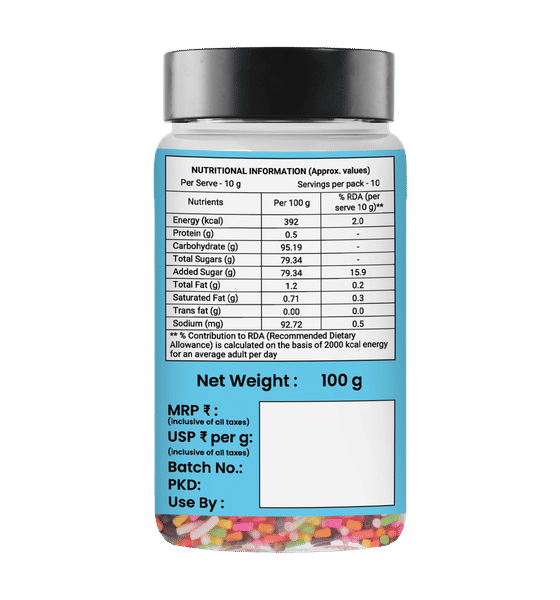 NUTRITIONAL INFORMATION (Approx. values)
Per Serve - 10 g Servings per pack - 10
Nutrients Per 100 g % RDA (per serve 10 g)**
Energy (kcal) 392 2.0
Protein (g) 0.5 -
Carbohydrate (g) 95.19 -
Total Sugars (g) 79.34 -
Added Sugar (g) 79.34 15.9
Total Fat (g) 1.2 0.2
Saturated Fat (g) 0.71 0.3
Trans fat (g) 0.00 0.0
Sodium (mg) 92.72 0.5
** % Contribution to RDA (Recommended Dietary
Allowance) is calculated on the basis of 2000 kcal energy
for an average adult per day
Net Weight : 100 g
MRP ₹ :
(inclusive of all taxes)
USP ₹ per g:
(inclusive of all taxes)
Batch No.:
PKD:
Use By :